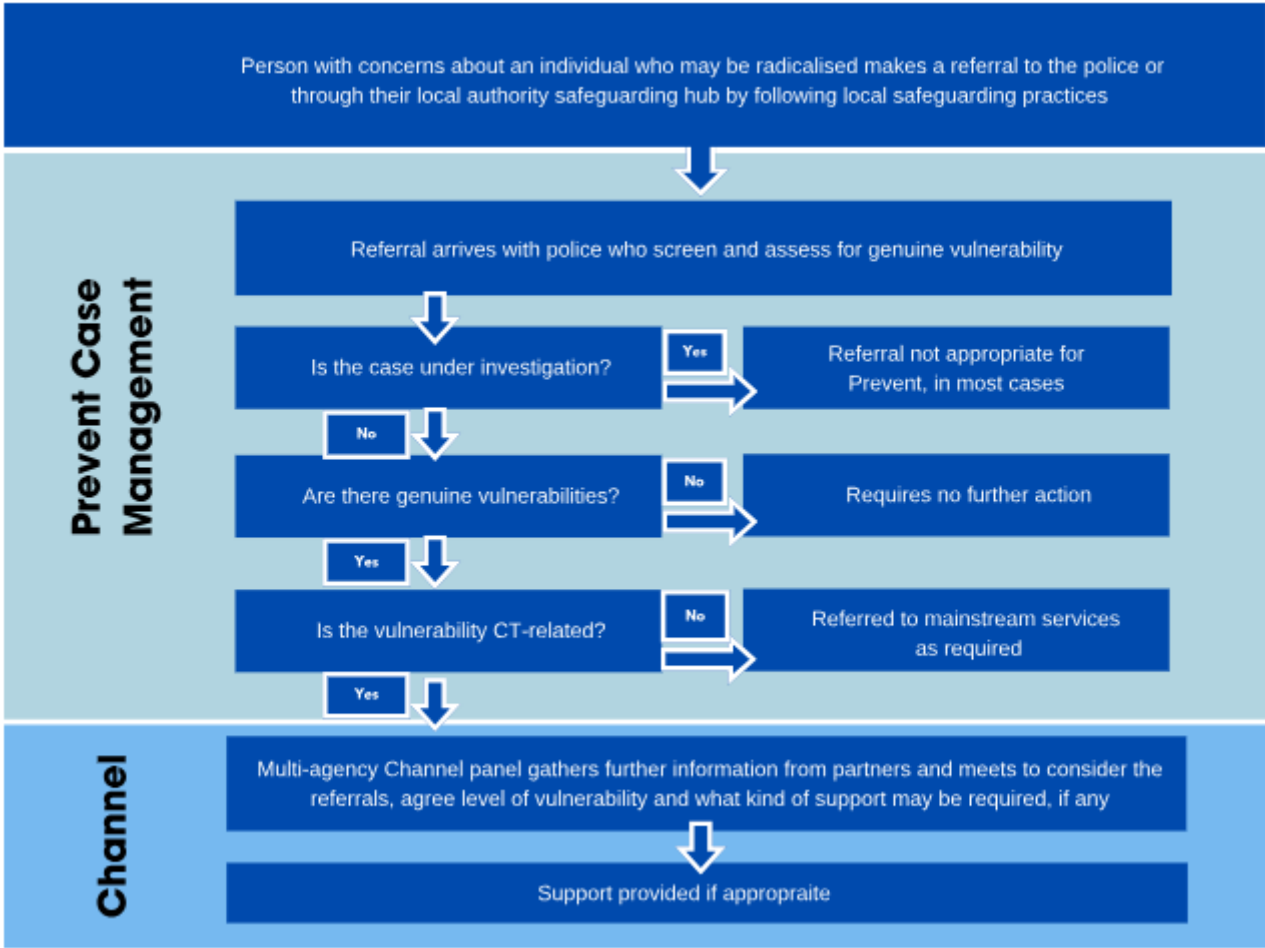 Person with concerns about an individual who may be radicalised makes a referral to the police or
through their local authority safeguarding hub by following local safeguarding practices
Prevent Case
Management
Referral arrives with police who screen and assess for genuine vulnerability
Is the case under investigation?
Yes
Referral not appropriate for
Prevent, in most cases
No
Are there genuine vulnerabilities?
No
Requires no further action
Yes
Is the vulnerability CT-related?
No
Referred to mainstream services
as required
Yes
Channel
Multi-agency Channel panel gathers further information from partners and meets to consider the
referrals, agree level of vulnerability and what kind of support may be required, if any
Support provided if appropraite